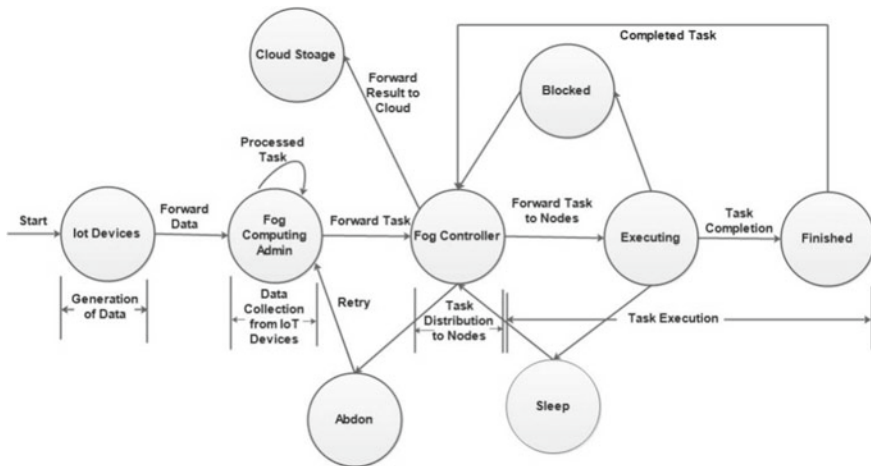 Completed Task
Cloud Stoage
Forward
Result to
Cloud
Blocked
Processed
Task
Start
Iot Devices
Forward
Data
Fog
Computing
Admin
Forward Task
Fog Controller
Forward Task
to Nodes
Executing
Task
Completion
Finished
Generation
of Data
Data
Collection
from IoT
Devices
Retry
Task
Distribution
to Nodes
Task Execution
Abdon
Sleep